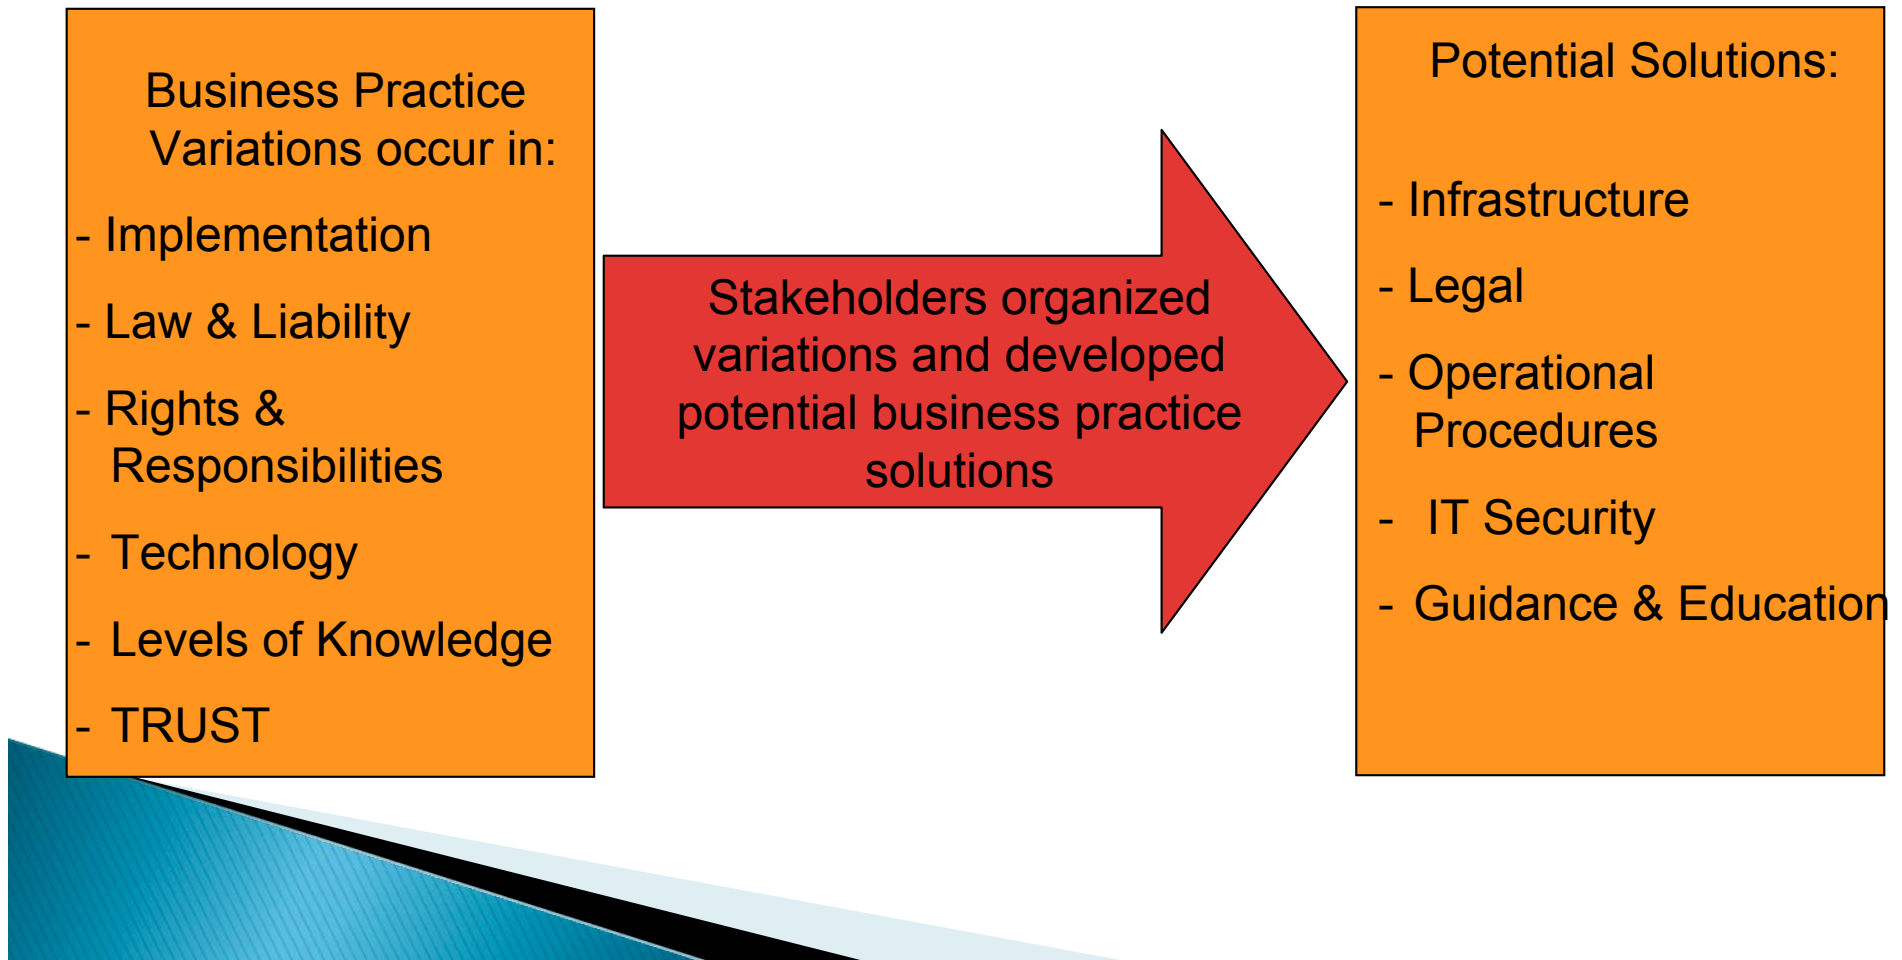 Business Practice
Variations occur in:
- Implementation
- Law & Liability
- Rights &
Responsibilities
- Technology
- Levels of Knowledge
- TRUST
Stakeholders organized
variations and developed
potential business practice
solutions
Potential Solutions:
- Infrastructure
- Legal
- Operational
Procedures
- IT Security
- Guidance & Education